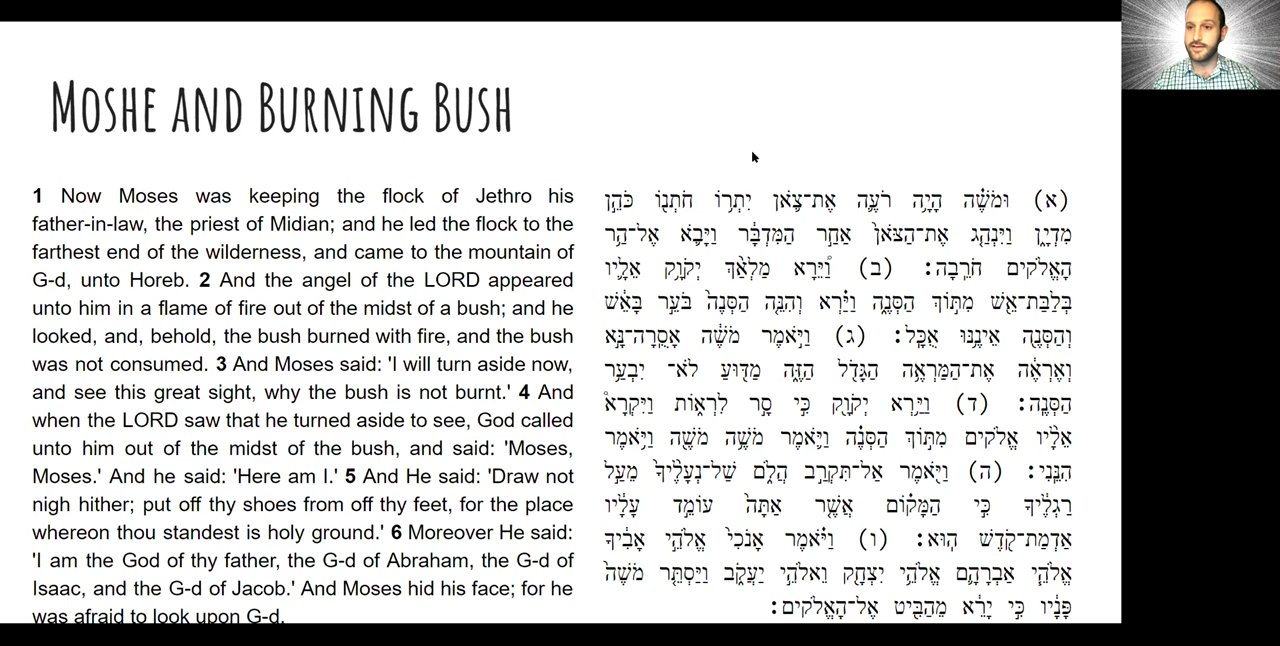 MOSHE AND BURNING BUSH
1 Now Moses was keeping the flock of Jethro his
father-in-law, the priest of Midian; and he led the flock to the
farthest end of the wilderness, and came to the mountain of
G-d, unto Horeb. 2 And the angel of the LORD appeared
unto him in a flame of fire out of the midst of a bush; and he
looked, and, behold, the bush burned with fire, and the bush
was not consumed. 3 And Moses said: 'I will turn aside now,
and see this great sight, why the bush is not burnt.' 4 And
when the LORD saw that he turned aside to see, God called
unto him out of the midst of the bush, and said: 'Moses,
Moses.' And he said: 'Here am I.' 5 And He said: 'Draw not
nigh hither; put off thy shoes from off thy feet, for the place
whereon thou standest is holy ground.' 6 Moreover He said:
'I am the God of thy father, the G-d of Abraham, the G-d of
Isaac, and the G-d of Jacob.' And Moses hid his face; for he
was afraid to look upon G-d.
(א) וּמֹשֶׁ֗ה הָיָ֥ה רֹעֶ֛ה אֶת־צֹ֛אן יִתְר֥וֹ חֹתְנ֖וֹ כֹּהֵ֣ן
מִדְיָ֑ן וַיִּנְהַ֤ג אֶת־הַצֹּאן֙ אַחַ֣ר הַמִּדְבָּ֔ר וַיָּבֹ֛א אֶל־הַ֥ר
הָאֱלֹקִ֖ים חֹרֵֽבָה׃ (ב) וַ֠יֵּרָא מַלְאַ֨ךְ יְקֹוָ֥ק אֵלָ֛יו
בְּלַבַּת־אֵ֖שׁ מִתּ֣וֹךְ הַסְּנֶ֑ה וַיַּ֗רְא וְהִנֵּ֤ה הַסְּנֶה֙ בֹּעֵ֣ר בָּאֵ֔שׁ
וְהַסְּנֶ֖ה אֵינֶ֥נּוּ אֻכָּֽל׃ (ג) וַיֹּ֣אמֶר מֹשֶׁ֔ה אָסֻֽרָה־נָּ֣א
וְאֶרְאֶ֔ה אֶת־הַמַּרְאֶ֥ה הַגָּדֹ֖ל הַזֶּ֑ה מַדּ֖וּעַ לֹא־ יִבְעַ֥ר
הַסְּנֶֽה׃ (ד) וַיַּ֥רְא יְקֹוָ֖ק כִּ֣י סָ֣ר לִרְא֑וֹת וַיִּקְרָא֩
אֵלָ֨יו אֱלֹקִ֜ים מִתּ֣וֹךְ הַסְּנֶ֗ה וַיֹּ֛אמֶר מֹשֶׁ֥ה מֹשֶׁ֖ה וַיֹּ֥אמֶר
הִנֵּֽנִי׃ (ה) וַיֹּ֖אמֶר אַל־תִּקְרַ֣ב הֲלֹ֑ם שַׁל־נְעָלֶ֙יךָ֙ מֵעַ֣ל
רַגְלֶ֔יךָ כִּ֣י הַמָּק֗וֹם אֲשֶׁ֤ר אַתָּה֙ עוֹמֵ֣ד עָלָ֔יו
אַדְמַת־קֹ֖דֶשׁ הֽוּא׃ (ו) וַיֹּ֗אמֶר אָנֹכִי֙ אֱלֹהֵ֣י אָבִ֔יךָ
אֱלֹהֵ֧י אַבְרָהָ֛ם אֱלֹהֵ֥י יִצְחָ֖ק וֵאלֹהֵ֣י יַעֲקֹ֑ב וַיַּסְתֵּ֤ר מֹשֶׁה֙
פָּנָ֔יו כִּ֣י יָרֵ֔א מֵהַבִּ֖יט אֶל־הָאֱלֹקִֽים׃